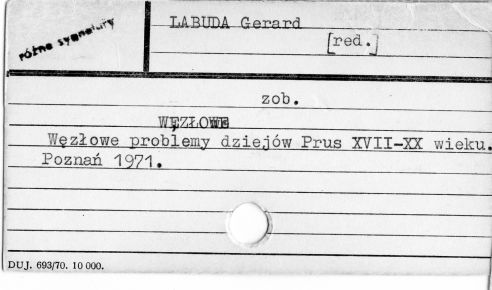 różne sygnatury
LABUDA Gerard
[red.]
zob.
WĘZŁOWE
Węzłowe problemy dziejów Prus XVII-XX wieku.
Poznań 1971.
DUJ. 693/70. 10 000.